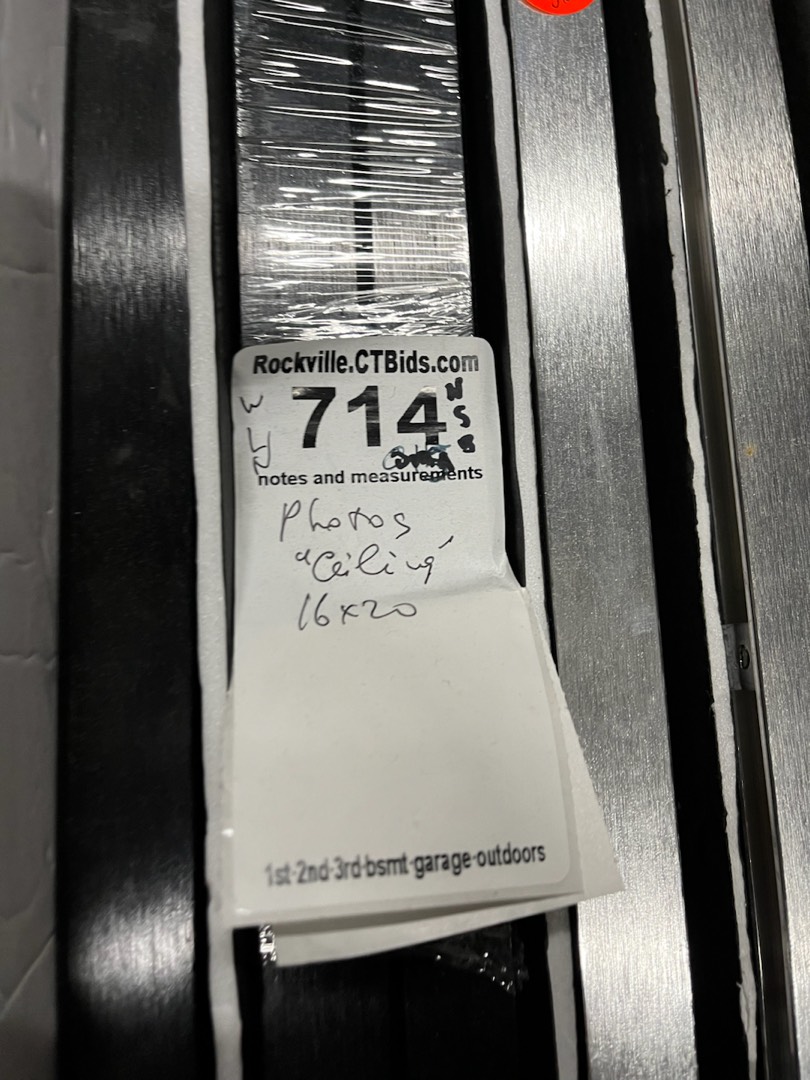 Rockville.CTBids.com
W 714 N
S
B
notes and measurements
Photos
"Ceiling"
16x20
1st-2nd-3rd-bsmt-garage-outdoors